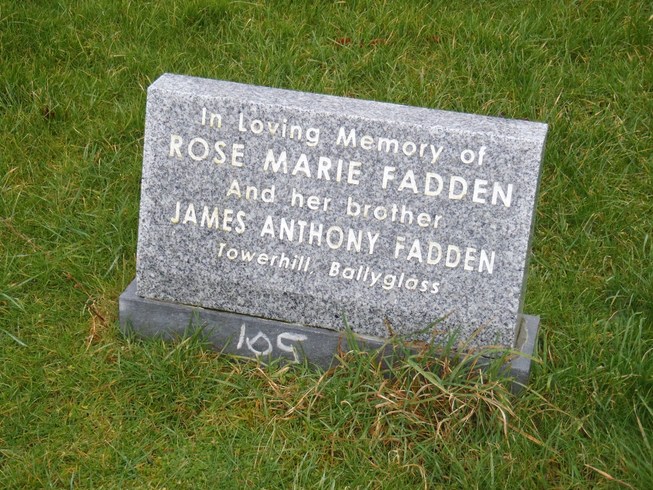 In Loving Memory of
ROSE MARIE FADDEN
And her brother
JAMES ANTHONY FADDEN
Towerhill, Ballyglass
105